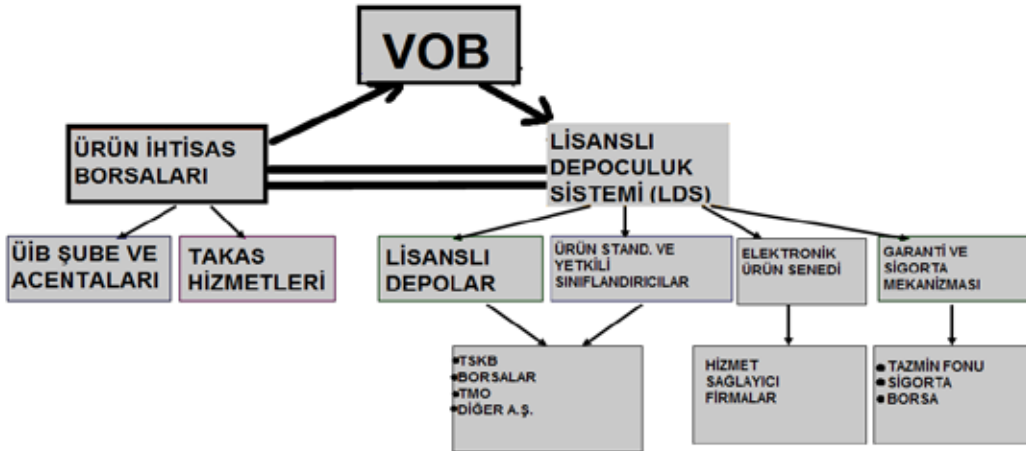 VOB
ÜRÜN İHTİSAS
BORSALARI
LİSANSLI
DEPOCULUK
SİSTEMİ (LDS)
ÜİB ŞUBE VE
ACENTALARI
TAKAS
HİZMETLERİ
LİSANSLI
DEPOLAR
ÜRÜN STAND. VE
YETKİLİ
SINIFLANDIRICILAR
ELEKTRONİK
ÜRÜN SENEDİ
GARANTİ VE
SİGORTA
MEKANİZMASI
•TSKB
•BORSALAR
•TMO
•DİĞER A.Ş.
HİZMET
SAĞLAYICI
FİRMALAR
• TAZMİN FONU
• SİGORTA
• BORSA